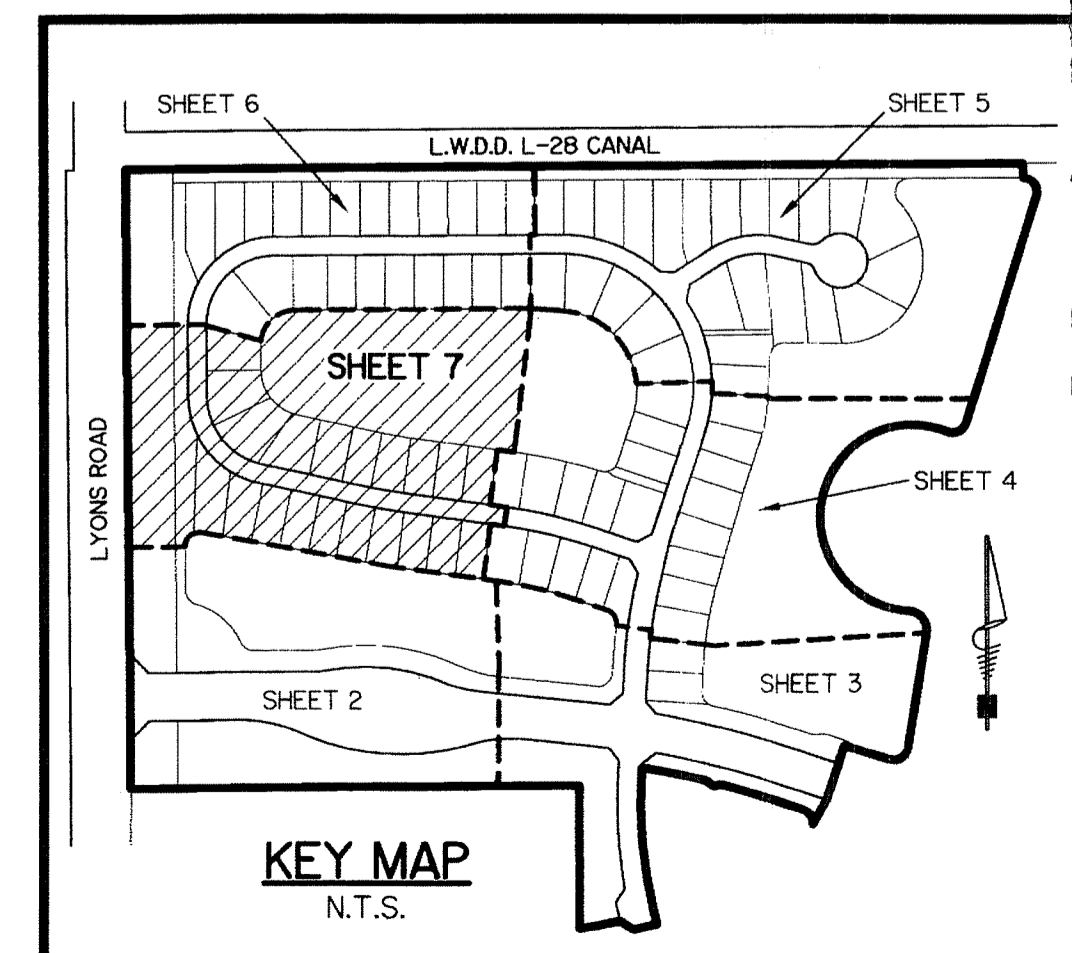 SHEET 6
SHEET 5
L.W.D.D. L-28 CANAL
SHEET 7
LYONS ROAD
SHEET 4
SHEET 3
SHEET 2
N
KEY MAP
N.T.S.